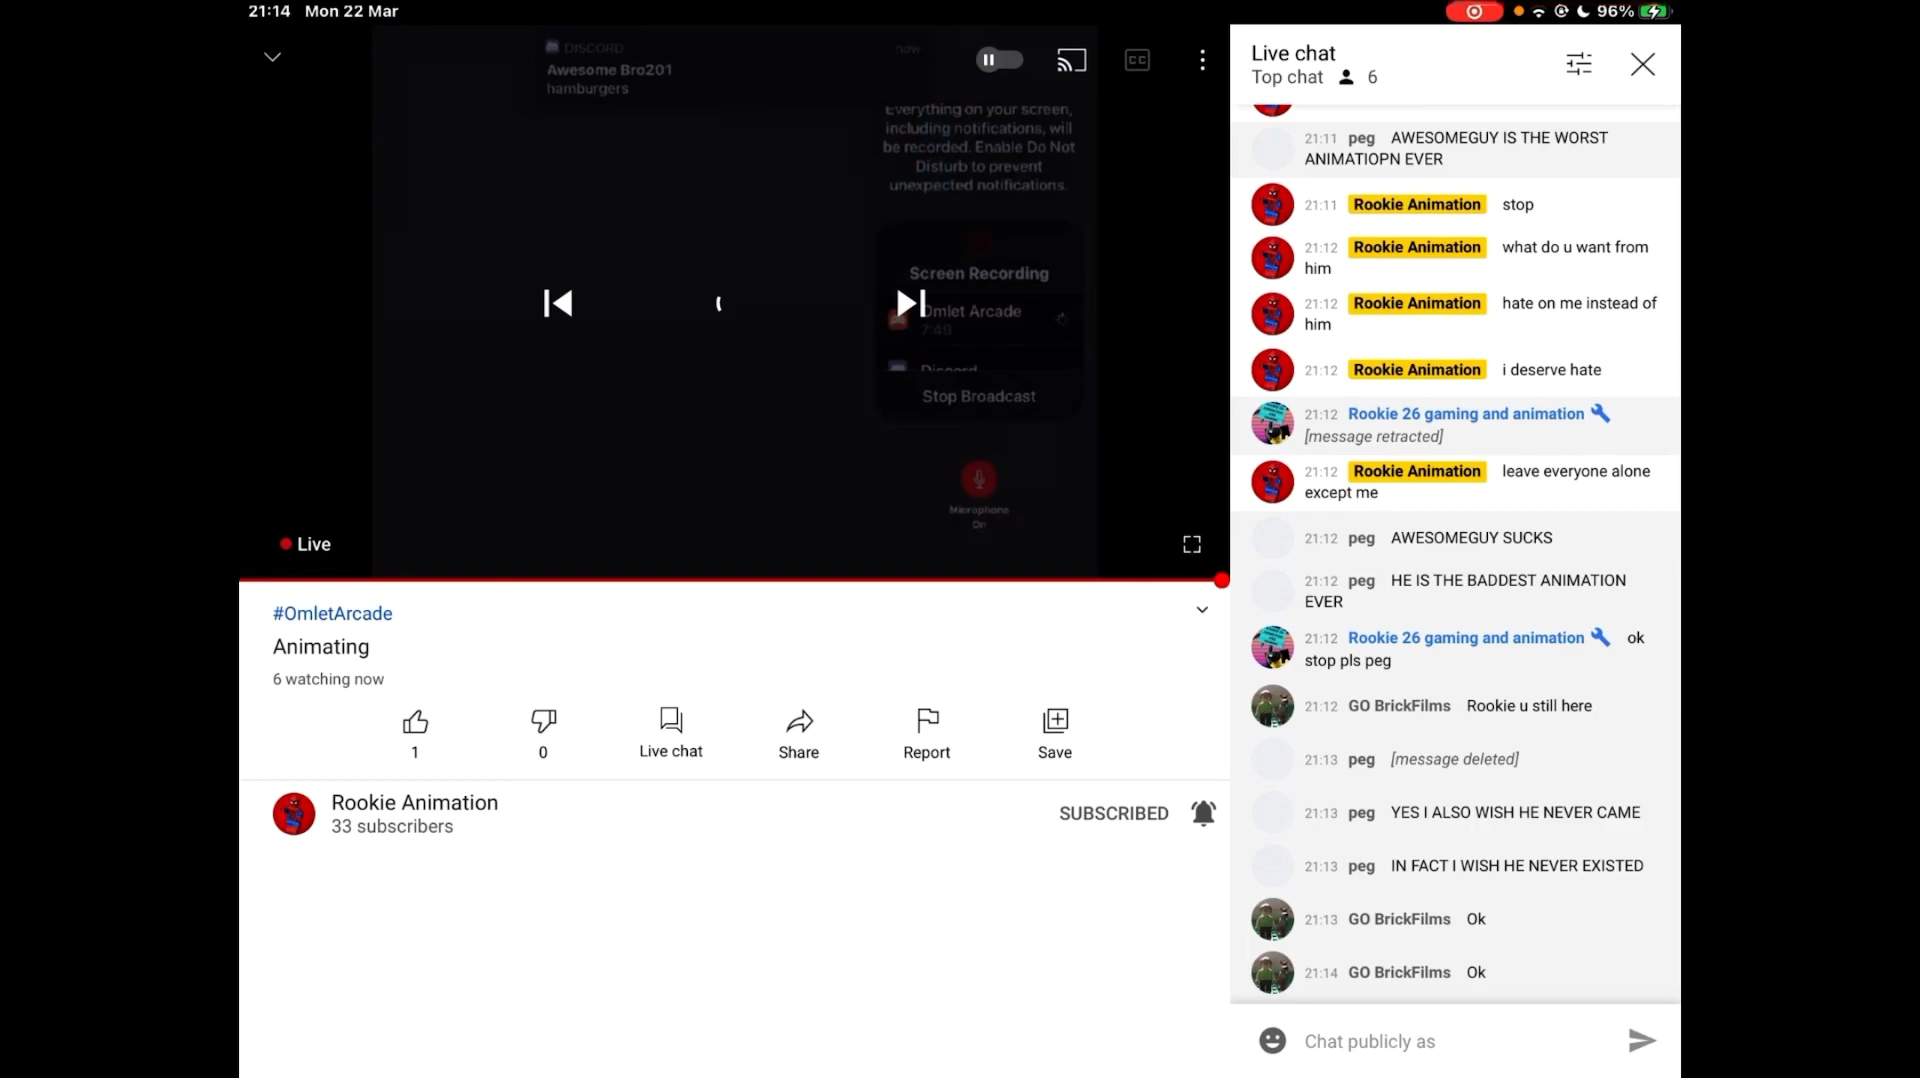 21:14 Mon 22 Mar
96%
DISCORD now
Awesome Bro201
hamburgers
CC
Everything on your screen,
including notifications, will
be recorded. Enable Do Not
Disturb to prevent
unexpected notifications.
Screen Recording
Omlet Arcade
7:49
Discord
Stop Broadcast
Microphone
On
Live
#OmletArcade
Animating
6 watching now
1 0 Live chat Share Report Save
Rookie Animation
33 subscribers
SUBSCRIBED
Live chat
Top chat 6
21:11 peg AWESOMEGUY IS THE WORST
ANIMATIOPN EVER
21:11 Rookie Animation stop
21:12 Rookie Animation what do u want from
him
21:12 Rookie Animation hate on me instead of
him
21:12 Rookie Animation i deserve hate
21:12 Rookie 26 gaming and animation
[message retracted]
21:12 Rookie Animation leave everyone alone
except me
21:12 peg AWESOMEGUY SUCKS
21:12 peg HE IS THE BADDEST ANIMATION
EVER
21:12 Rookie 26 gaming and animation ok
stop pls peg
21:12 GO BrickFilms Rookie u still here
21:13 peg [message deleted]
21:13 peg YES I ALSO WISH HE NEVER CAME
21:13 peg IN FACT I WISH HE NEVER EXISTED
21:13 GO BrickFilms Ok
21:14 GO BrickFilms Ok
Chat publicly as